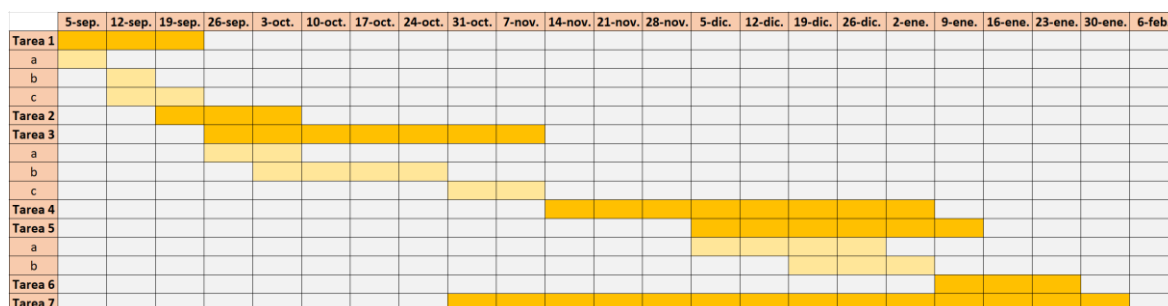 5-sep. 12-sep. 19-sep. 26-sep. 3-oct. 10-oct. 17-oct. 24-oct. 31-oct. 7-nov. 14-nov. 21-nov. 28-nov. 5-dic. 12-dic. 19-dic. 26-dic. 2-ene. 9-ene. 16-ene. 23-ene. 30-ene. 6-feb
Tarea 1
a
b
c
Tarea 2
Tarea 3
a
b
c
Tarea 4
Tarea 5
a
b
Tarea 6
Tarea 7